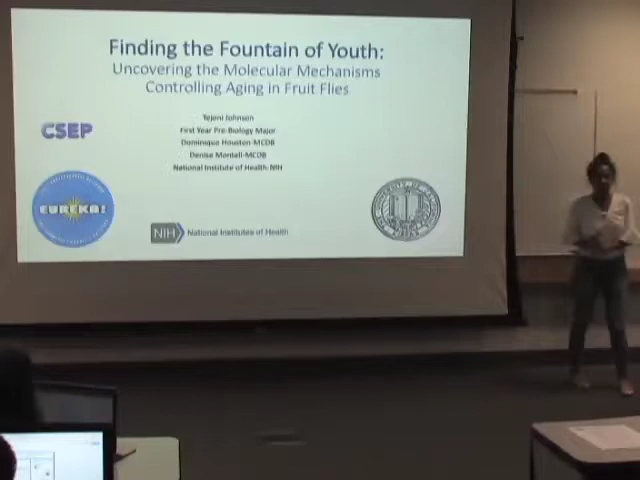 Finding the Fountain of Youth:
Uncovering the Molecular Mechanisms
Controlling Aging in Fruit Flies
Tejoni Johnson
First Year Pre-Biology Major
Dominique Houston-MCDB
Denise Montell-MCDB
National Institute of Health-NIH
CSEP
EUREKA!
NIH National Institutes of Health